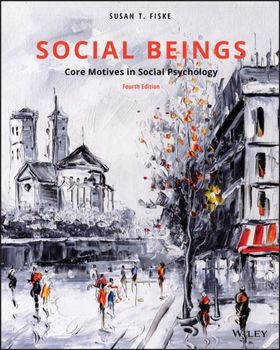 SUSAN T. FISKE
SOCIAL BEINGS
Core Motives in Social Psychology
Fourth Edition
WILEY